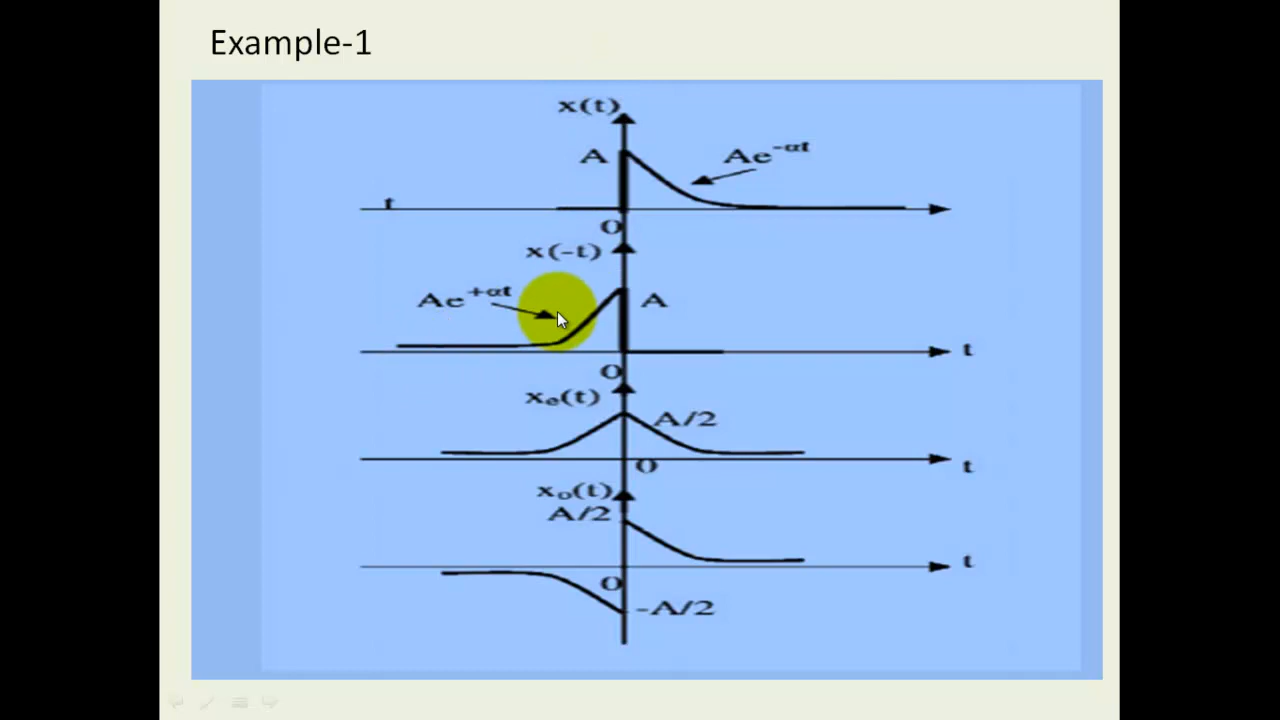 Example-1
x(t)
A
Ae^-αt
t
0
x(-t)
Ae^+αt
A
t
0
xₑ(t)
A/2
0
t
xₒ(t)
A/2
t
0
-A/2